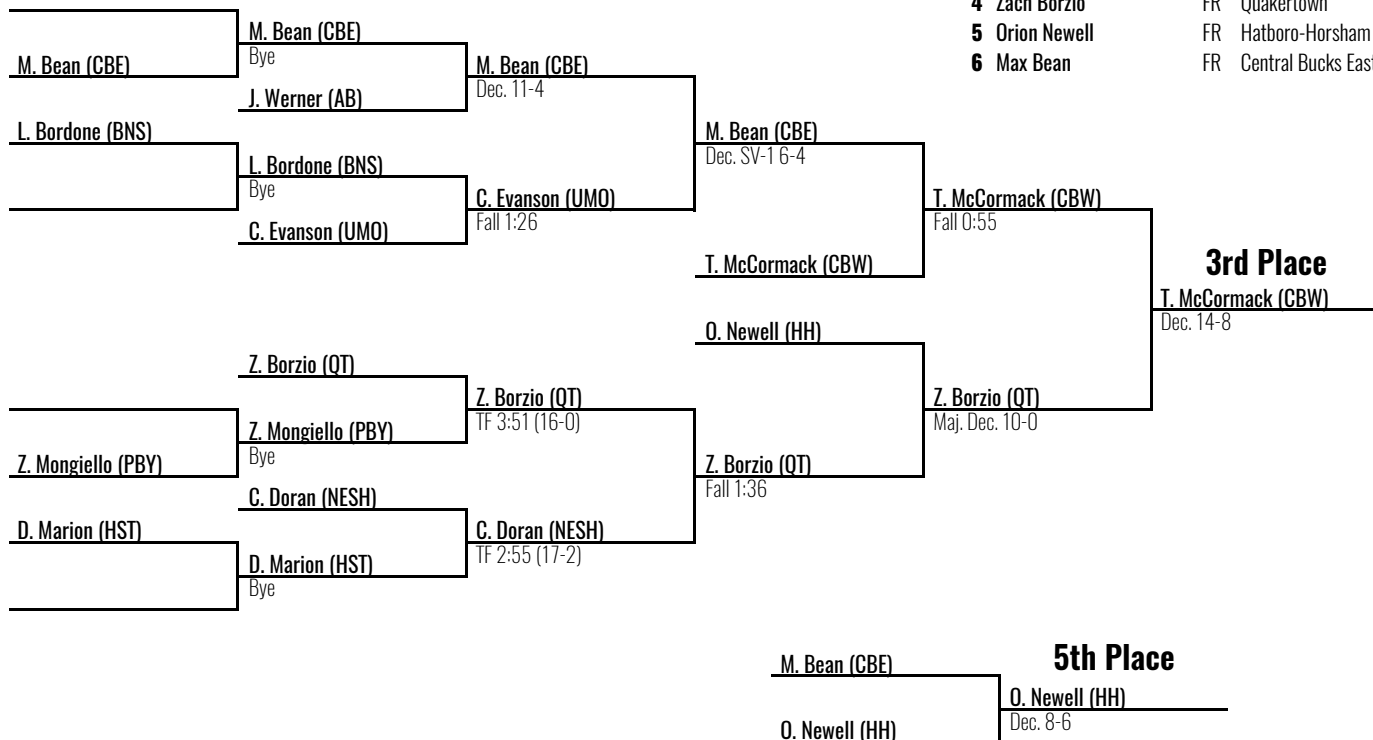 4 Zach Borzio FR Quakertown
5 Orion Newell FR Hatboro-Horsham
6 Max Bean FR Central Bucks East
M. Bean (CBE)
Bye
M. Bean (CBE)
M. Bean (CBE)
Dec. 11-4
J. Werner (AB)
L. Bordone (BNS)
M. Bean (CBE)
Dec. SV-1 6-4
L. Bordone (BNS)
Bye
C. Evanson (UMO)
Fall 1:26
T. McCormack (CBW)
Fall 0:55
C. Evanson (UMO)
T. McCormack (CBW)
3rd Place
T. McCormack (CBW)
Dec. 14-8
O. Newell (HH)
Z. Borzio (QT)
Z. Borzio (QT)
TF 3:51 (16-0)
Z. Borzio (QT)
Maj. Dec. 10-0
Z. Mongiello (PBY)
Bye
Z. Mongiello (PBY)
Z. Borzio (QT)
Fall 1:36
C. Doran (NESH)
D. Marion (HST)
C. Doran (NESH)
TF 2:55 (17-2)
D. Marion (HST)
Bye
5th Place
M. Bean (CBE)
O. Newell (HH)
Dec. 8-6
O. Newell (HH)